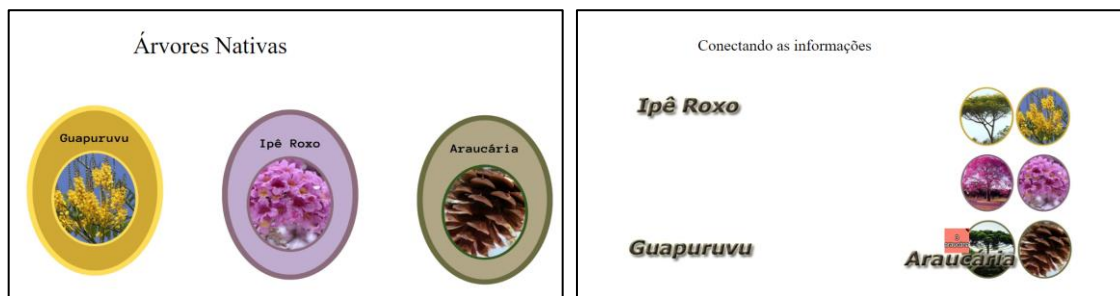 Árvores Nativas
Guapuruvu
Ipê Roxo
Araucária
Conectando as informações
Ipê Roxo
Guapuruvu
Araucária